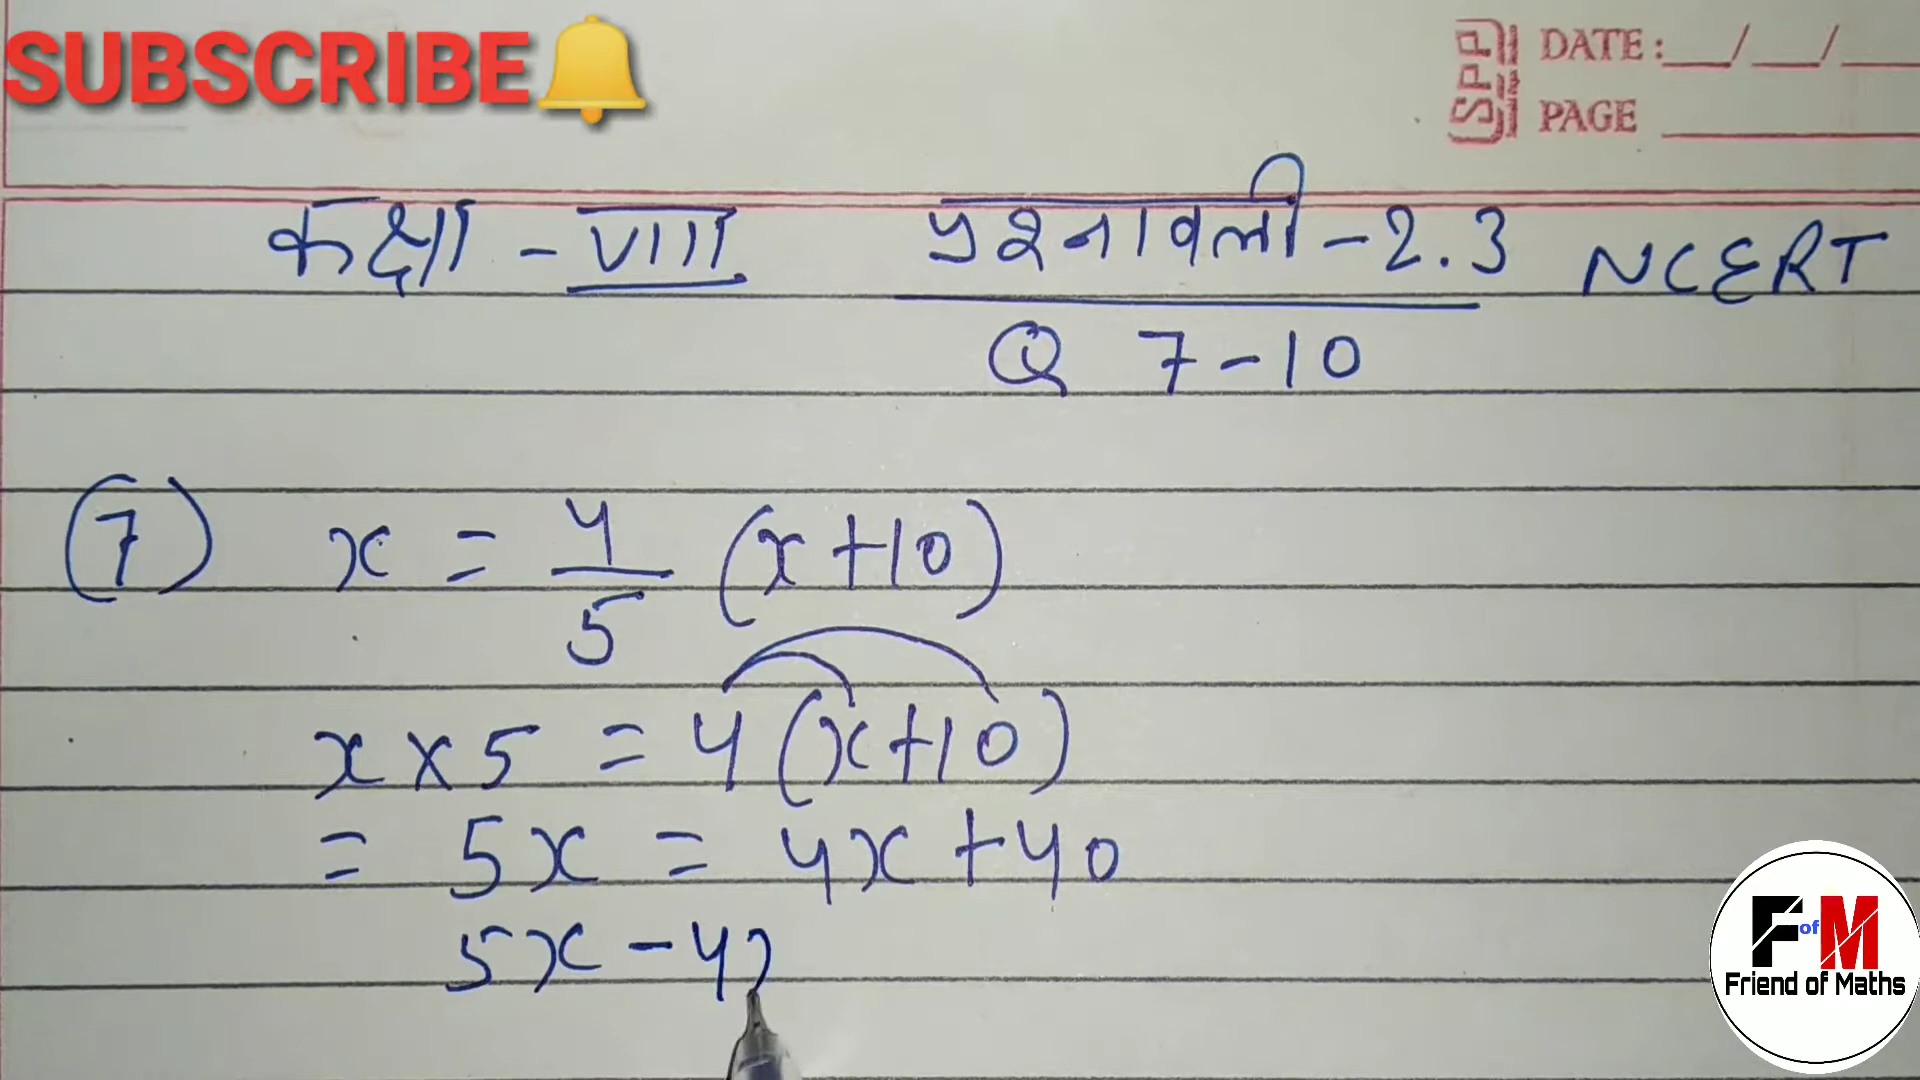 SUBSCRIBE
SPP
DATE: __/__/__
PAGE ____
कक्षा - VIII प्रश्नावली - 2.3 NCERT
Q 7-10
(7) x = 4/5 (x+10)
x × 5 = 4(x+10)
= 5x = 4x + 40
5x - 4x
F of M
Friend of Maths